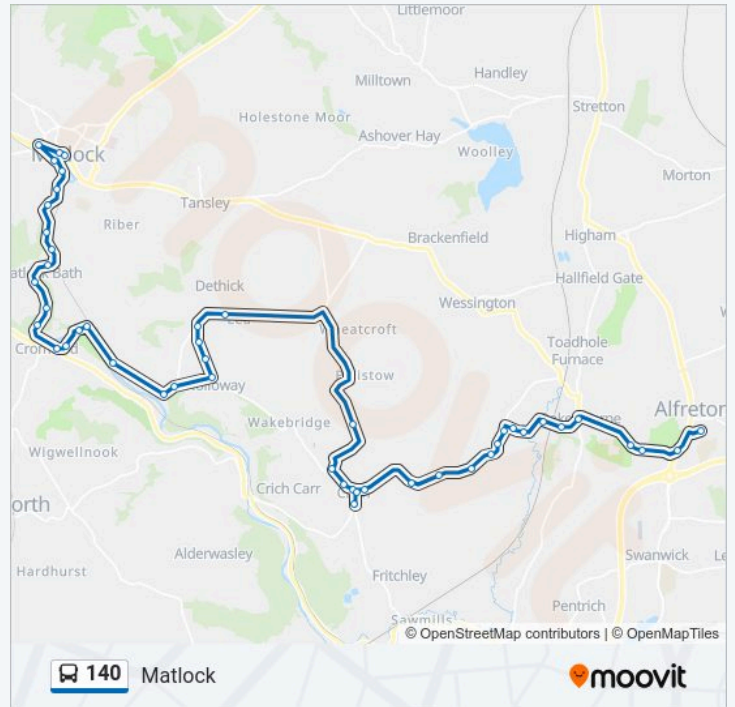 Littlemoor
Milltown
Handley
Stretton
Holestone Moor
Ashover Hay
Woolley
Morton
Tansley
Riber
Brackenfield
Higham
Hallfield Gate
Dethick
Wessington
Toadhole
Furnace
Alfreton
Wakebridge
Wigwellnook
Crich Carr
Alderwasley
Hardhurst
Fritchley
Swanwick
Pentrich
Sawmills
© OpenStreetMap contributors | © OpenMapTiles
140 Matlock
moovit